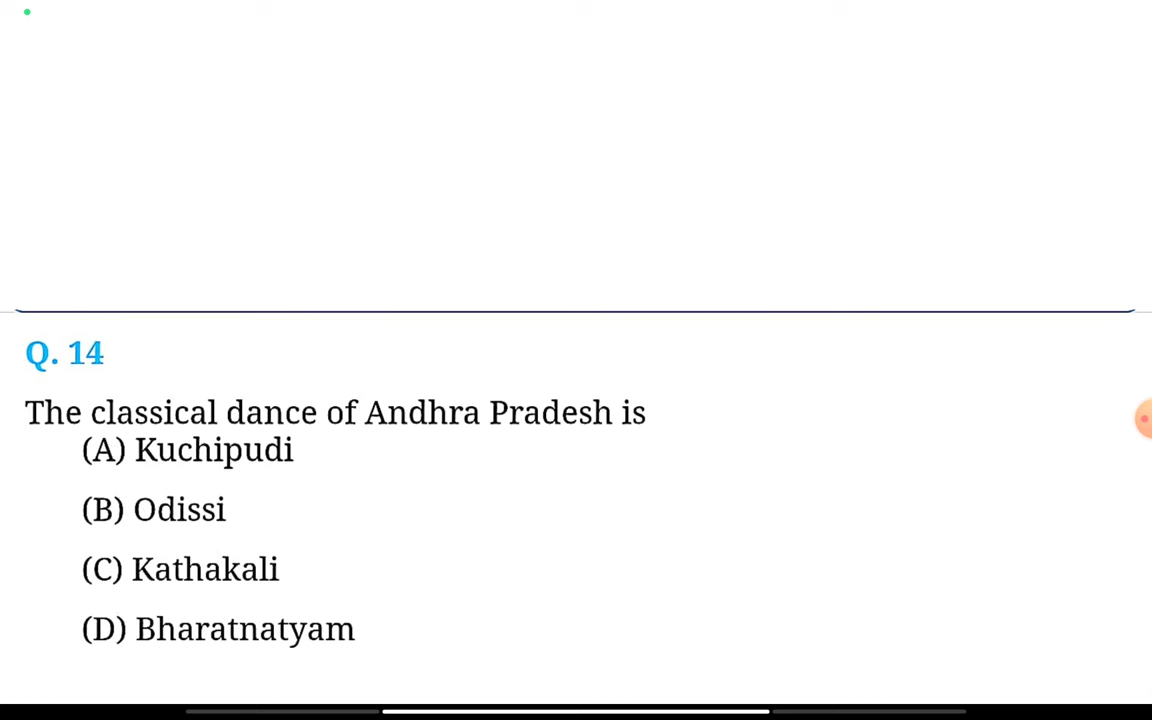 Q. 14
The classical dance of Andhra Pradesh is
(A) Kuchipudi
(B) Odissi
(C) Kathakali
(D) Bharatnatyam